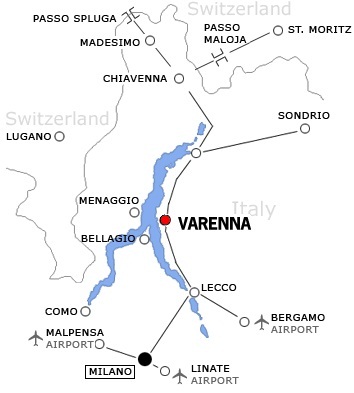 Switzerland
PASSO SPLUGA
PASSO
MALOJA
ST. MORITZ
MADESIMO
CHIAVENNA
Switzerland
SONDRIO
LUGANO
MENAGGIO
Italy
VARENNA
BELLAGIO
LECCO
COMO
BERGAMO
AIRPORT
MALPENSA
AIRPORT
MILANO
LINATE
AIRPORT